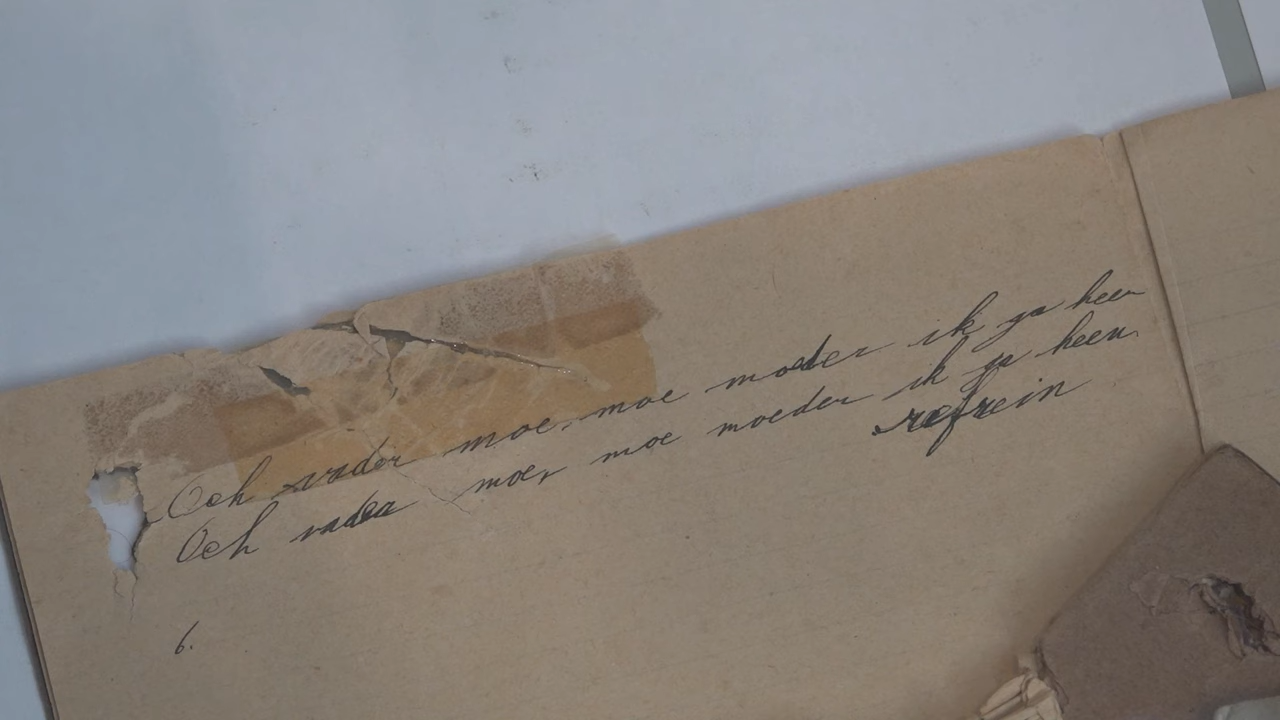 Och vader moe, moe moeder ik ga heen
Och vader moe, moe moeder ik ga heen.
refrein
6.